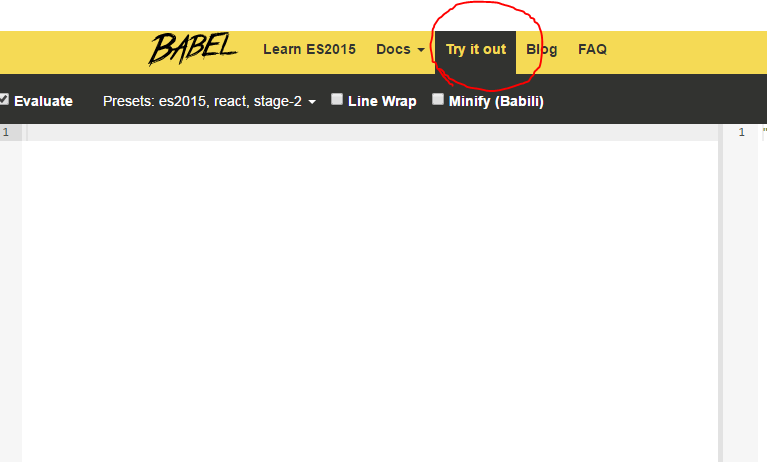 BABEL Learn ES2015 Docs Try it out Blog FAQ
Evaluate Presets: es2015, react, stage-2 Line Wrap Minify (Babili)
1 1 "